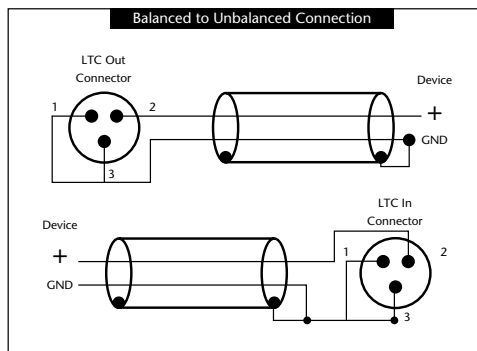 Balanced to Unbalanced Connection
LTC Out
Connector
Device
1
2
+
GND
3
LTC In
Connector
Device
1
2
+
GND
3